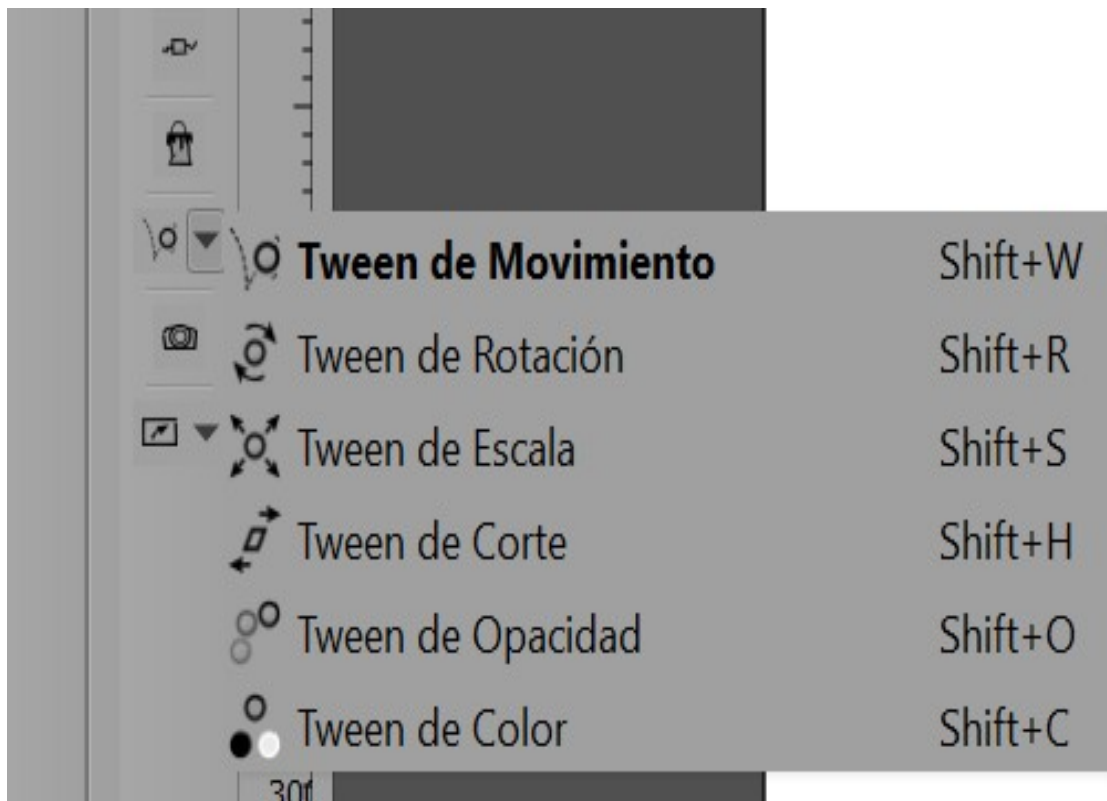 Tween de Movimiento Shift+W
Tween de Rotación Shift+R
Tween de Escala Shift+S
Tween de Corte Shift+H
Tween de Opacidad Shift+O
Tween de Color Shift+C